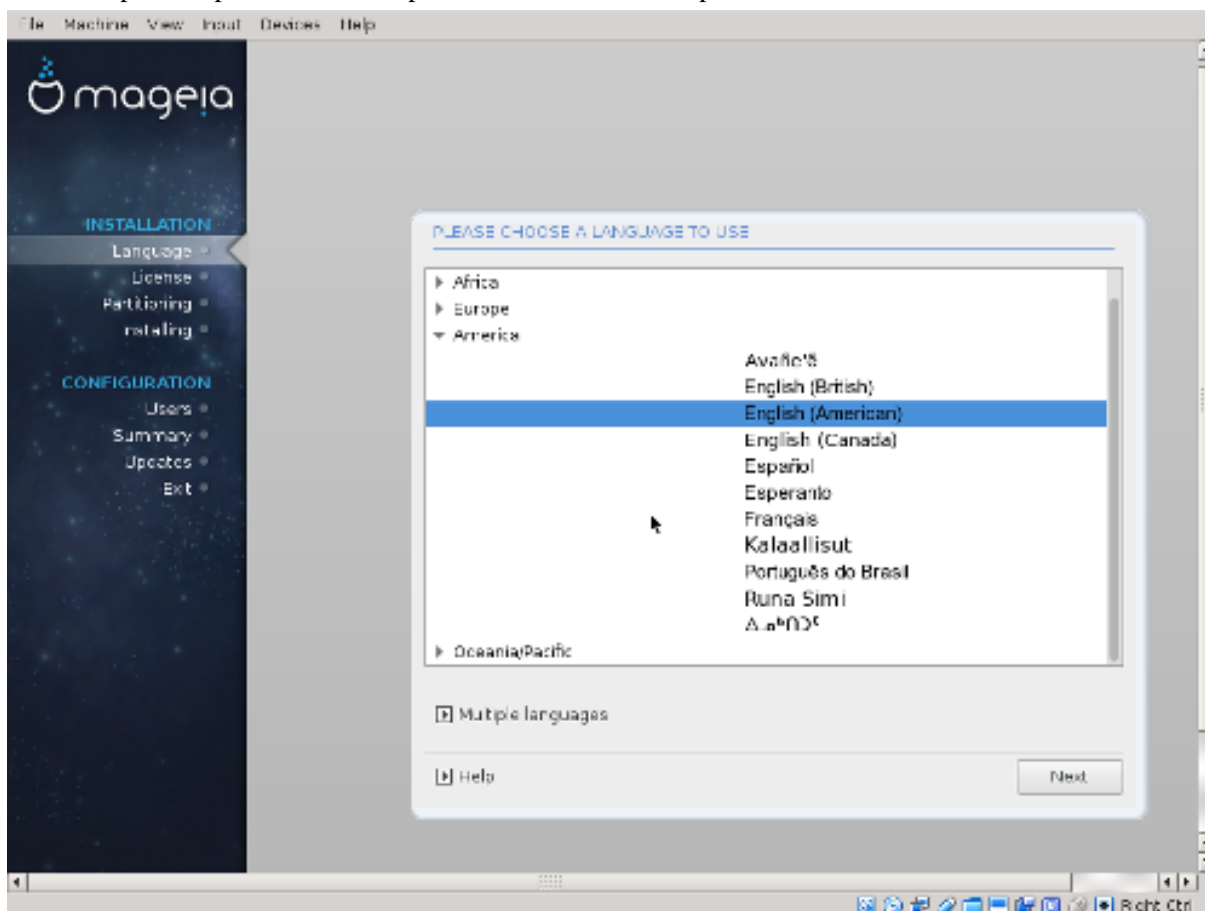 File Machine View Input Devices Help
mageia
INSTALLATION
Language
License
Partitioning
Installing
CONFIGURATION
Users
Summary
Updates
Exit
PLEASE CHOOSE A LANGUAGE TO USE
Africa
Europe
America
Avañe'ẽ
English (British)
English (American)
English (Canada)
Español
Esperanto
Français
Kalaallisut
Português do Brasil
Runa Simi
Oceania/Pacific
Multiple languages
Help
Next
Right Ctrl